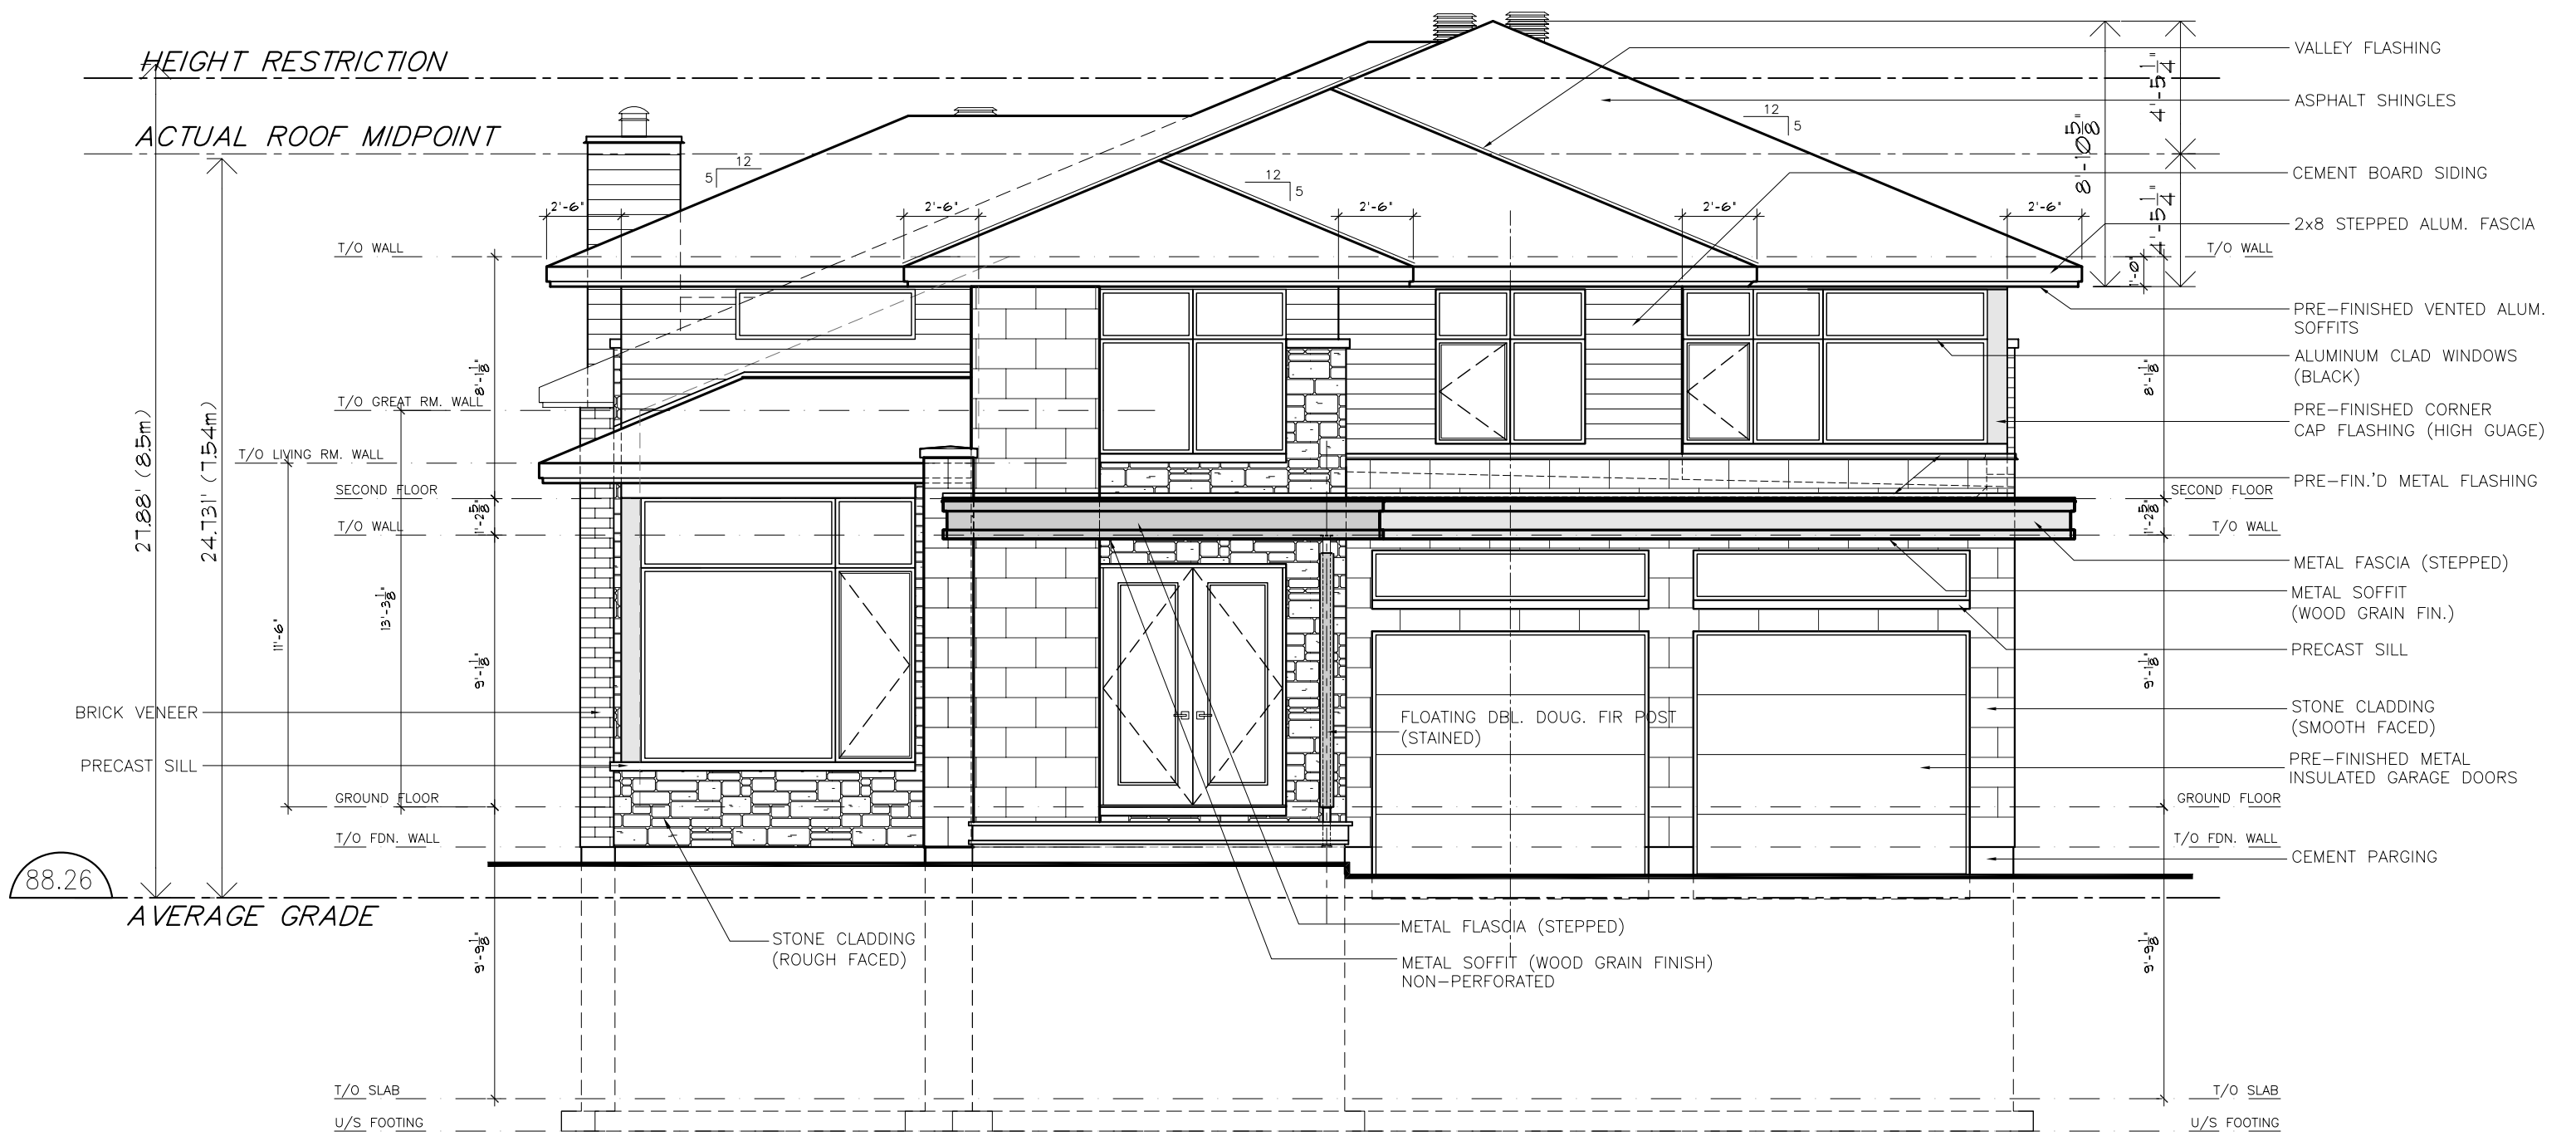 HEIGHT RESTRICTION
ACTUAL ROOF MIDPOINT
12
5
12
5
12
5
2'-6"
2'-6"
2'-6"
2'-6"
2'-6"
8'-10 5/8"
4'-5 1/4"
4'-5 1/4"
1'-0"
VALLEY FLASHING
ASPHALT SHINGLES
CEMENT BOARD SIDING
2x8 STEPPED ALUM. FASCIA
T/O WALL
T/O WALL
PRE-FINISHED VENTED ALUM.
SOFFITS
ALUMINUM CLAD WINDOWS
(BLACK)
PRE-FINISHED CORNER
CAP FLASHING (HIGH GUAGE)
PRE-FIN.'D METAL FLASHING
SECOND FLOOR
T/O WALL
METAL FASCIA (STEPPED)
METAL SOFFIT
(WOOD GRAIN FIN.)
PRECAST SILL
STONE CLADDING
(SMOOTH FACED)
PRE-FINISHED METAL
INSULATED GARAGE DOORS
GROUND FLOOR
T/O FDN. WALL
CEMENT PARGING
8'-1 1/8"
1'-2 5/8"
9'-1 1/8"
9'-9 1/8"
T/O SLAB
U/S FOOTING
T/O GREAT RM. WALL
T/O LIVING RM. WALL
SECOND FLOOR
T/O WALL
8'-1 1/8"
1'-2 5/8"
9'-1 1/8"
9'-9 1/8"
27.88' (8.5m)
24.731' (7.54m)
11'-6"
13'-3 1/8"
BRICK VENEER
PRECAST SILL
GROUND FLOOR
T/O FDN. WALL
88.26
AVERAGE GRADE
FLOATING DBL. DOUG. FIR POST
(STAINED)
STONE CLADDING
(ROUGH FACED)
METAL FLASCIA (STEPPED)
METAL SOFFIT (WOOD GRAIN FINISH)
NON-PERFORATED
T/O SLAB
U/S FOOTING